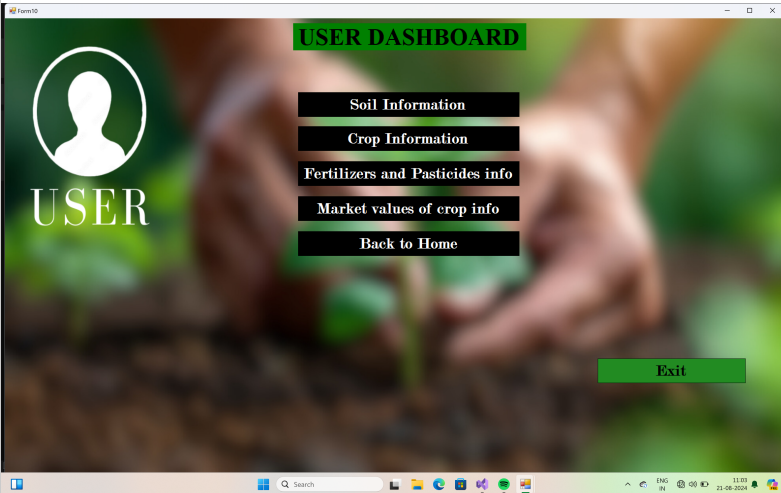 Form10
USER DASHBOARD
Soil Information
Crop Information
Fertilizers and Pasticides info
USER
Market values of crop info
Back to Home
Exit
Search
ENG
IN
11:03
21-08-2024